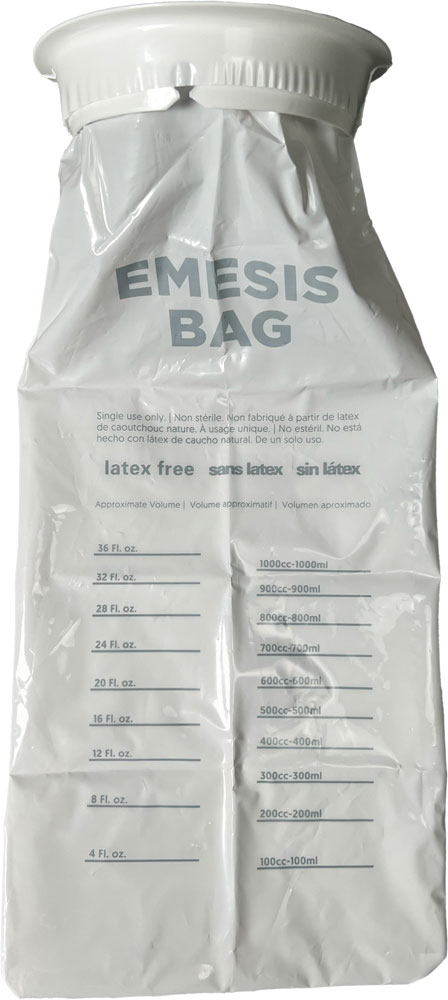 EMESIS
BAG
Single use only. | Non stérile. Non fabriqué à partir de latex
de caoutchouc nature. À usage unique. | No estéril. No está
hecho con látex de caucho natural. De un solo uso.
latex free sans latex sin látex
Approximate Volume | Volume approximatif | Volumen aproximado
36 Fl. oz.
1000cc-1000ml
32 Fl. oz.
900cc-900ml
28 Fl. oz.
800cc-800ml
24 Fl. oz.
700cc-700ml
20 Fl. oz.
600cc-600ml
16 Fl. oz.
500cc-500ml
12 Fl. oz.
400cc-400ml
300cc-300ml
8 Fl. oz.
200cc-200ml
4 Fl. oz.
100cc-100ml